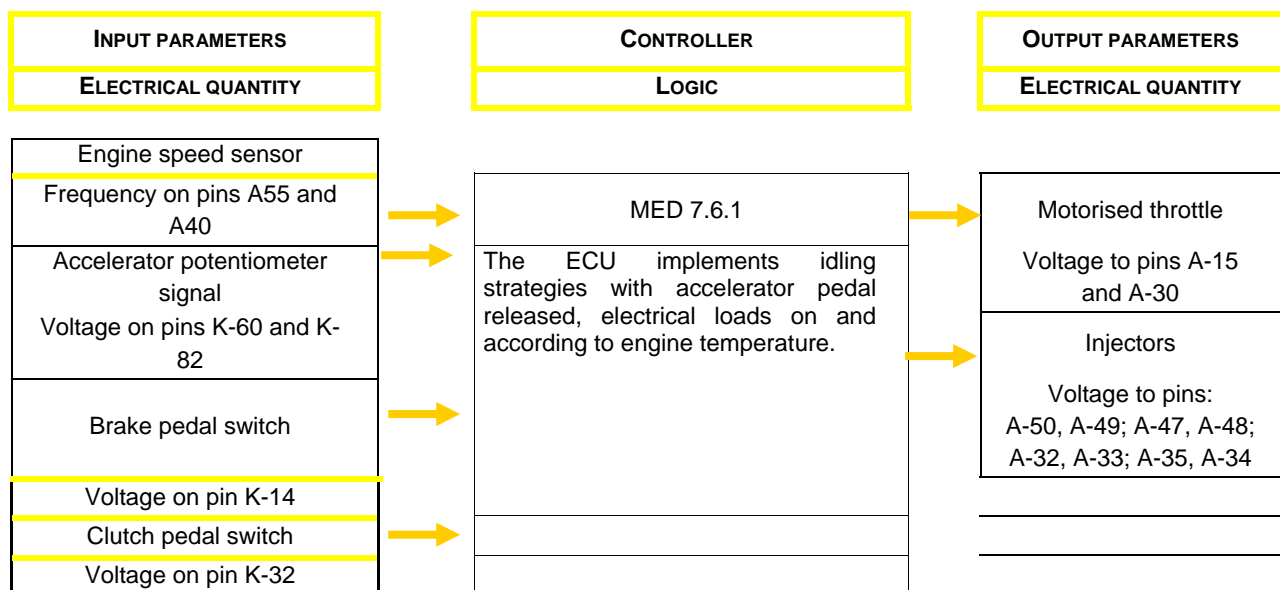 INPUT PARAMETERS
ELECTRICAL QUANTITY
Engine speed sensor
Frequency on pins A55 and
A40
Accelerator potentiometer
signal
Voltage on pins K-60 and K-
82
Brake pedal switch
Voltage on pin K-14
Clutch pedal switch
Voltage on pin K-32
CONTROLLER
LOGIC
MED 7.6.1
The ECU implements idling
strategies with accelerator pedal
released, electrical loads on and
according to engine temperature.
OUTPUT PARAMETERS
ELECTRICAL QUANTITY
Motorised throttle
Voltage to pins A-15
and A-30
Injectors
Voltage to pins:
A-50, A-49; A-47, A-48;
A-32, A-33; A-35, A-34